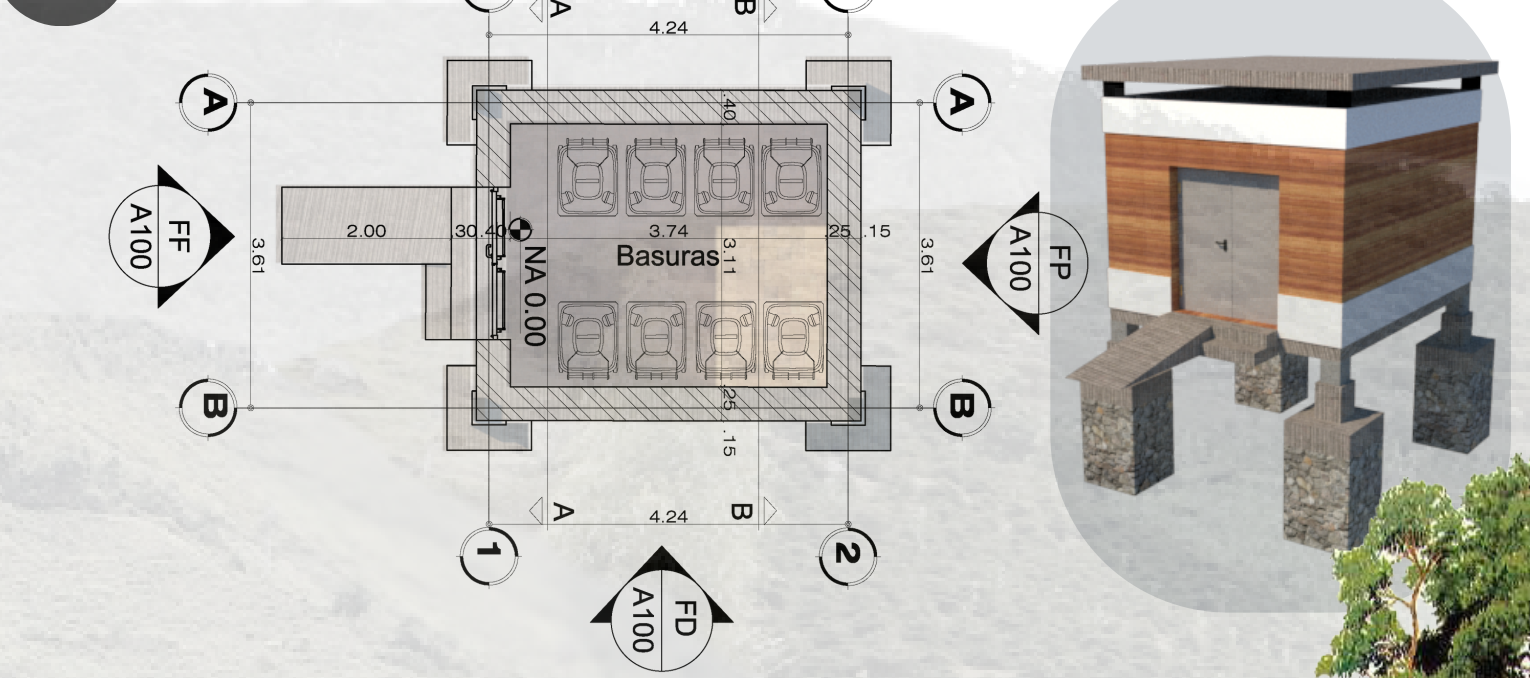 A
B
4.24
A
A
.40
FF
A100
3.61
2.00
.30
.40
NA 0.00
3.74
Basuras
3.11
.25
.15
3.61
FP
A100
B
B
.25
.15
A
B
4.24
1
2
FD
A100